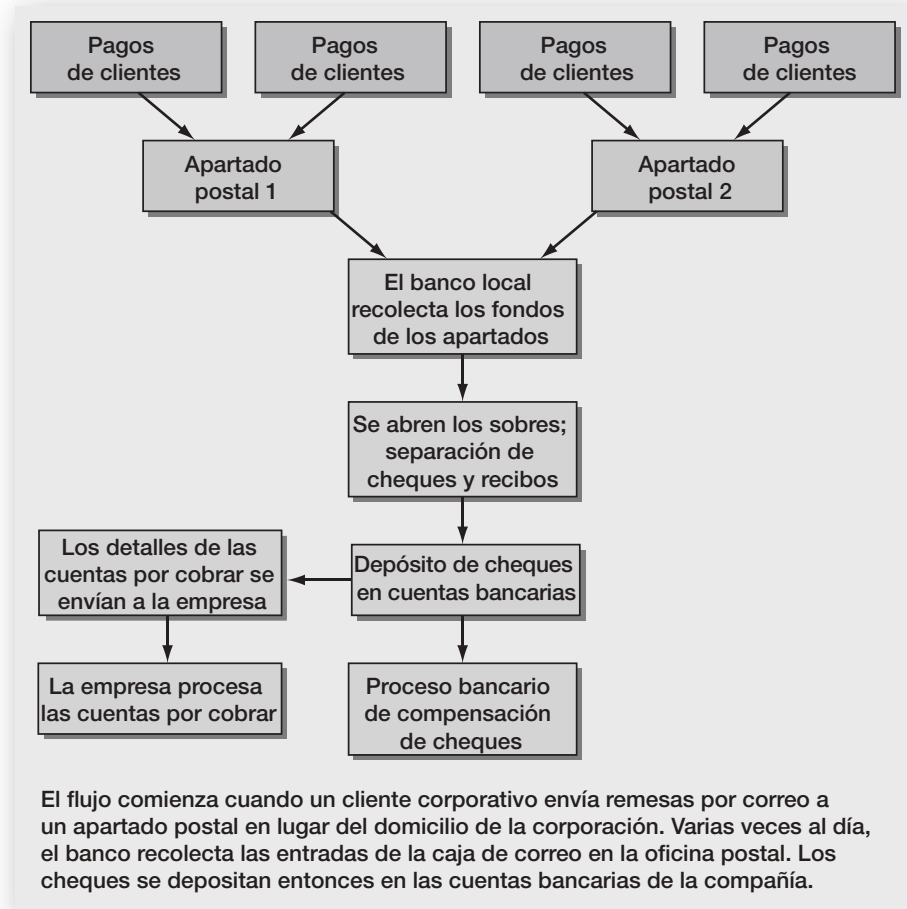 Pagos
de clientes
Pagos
de clientes
Pagos
de clientes
Pagos
de clientes
Apartado
postal 1
Apartado
postal 2
El banco local
recolecta los fondos
de los apartados
Se abren los sobres;
separación de
cheques y recibos
Los detalles de las
cuentas por cobrar se
envían a la empresa
Depósito de cheques
en cuentas bancarias
La empresa procesa
las cuentas por cobrar
Proceso bancario
de compensación
de cheques
El flujo comienza cuando un cliente corporativo envía remesas por correo a
un apartado postal en lugar del domicilio de la corporación. Varias veces al día,
el banco recolecta las entradas de la caja de correo en la oficina postal. Los
cheques se depositan entonces en las cuentas bancarias de la compañía.